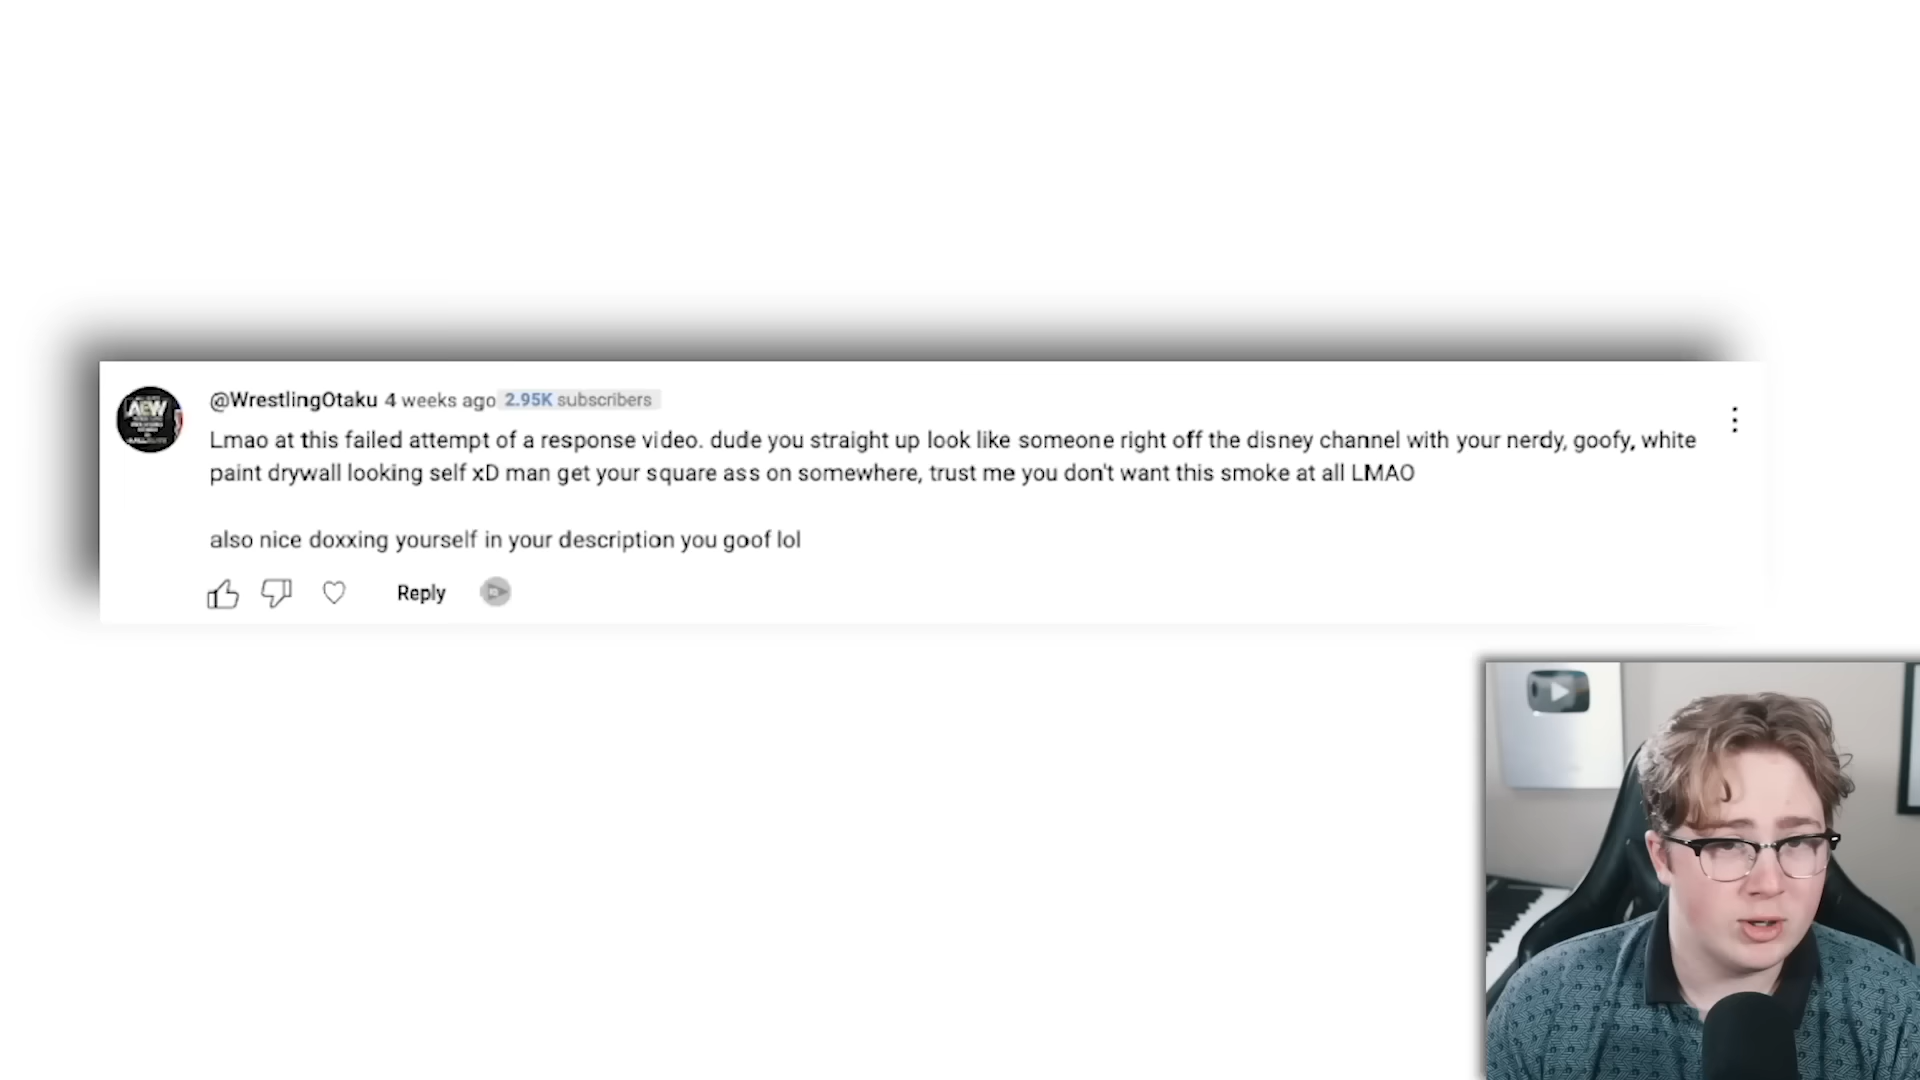 @WrestlingOtaku 4 weeks ago 2.95K subscribers
Lmao at this failed attempt of a response video. dude you straight up look like someone right off the disney channel with your nerdy, goofy, white
paint drywall looking self xD man get your square ass on somewhere, trust me you don't want this smoke at all LMAO
also nice doxxing yourself in your description you goof lol
Reply
AEW